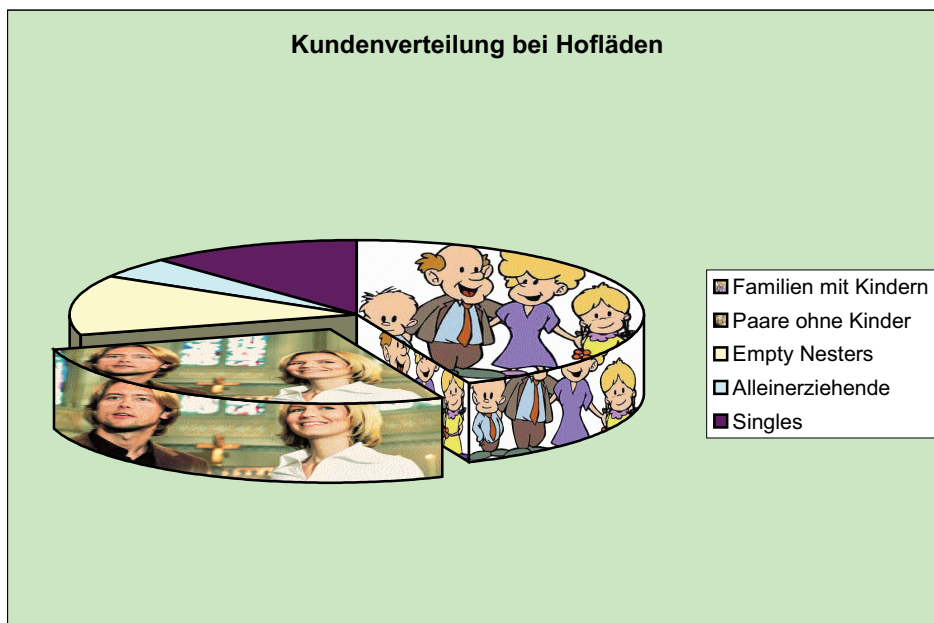 Kundenverteilung bei Hofläden
Familien mit Kindern
Paare ohne Kinder
Empty Nesters
Alleinerziehende
Singles